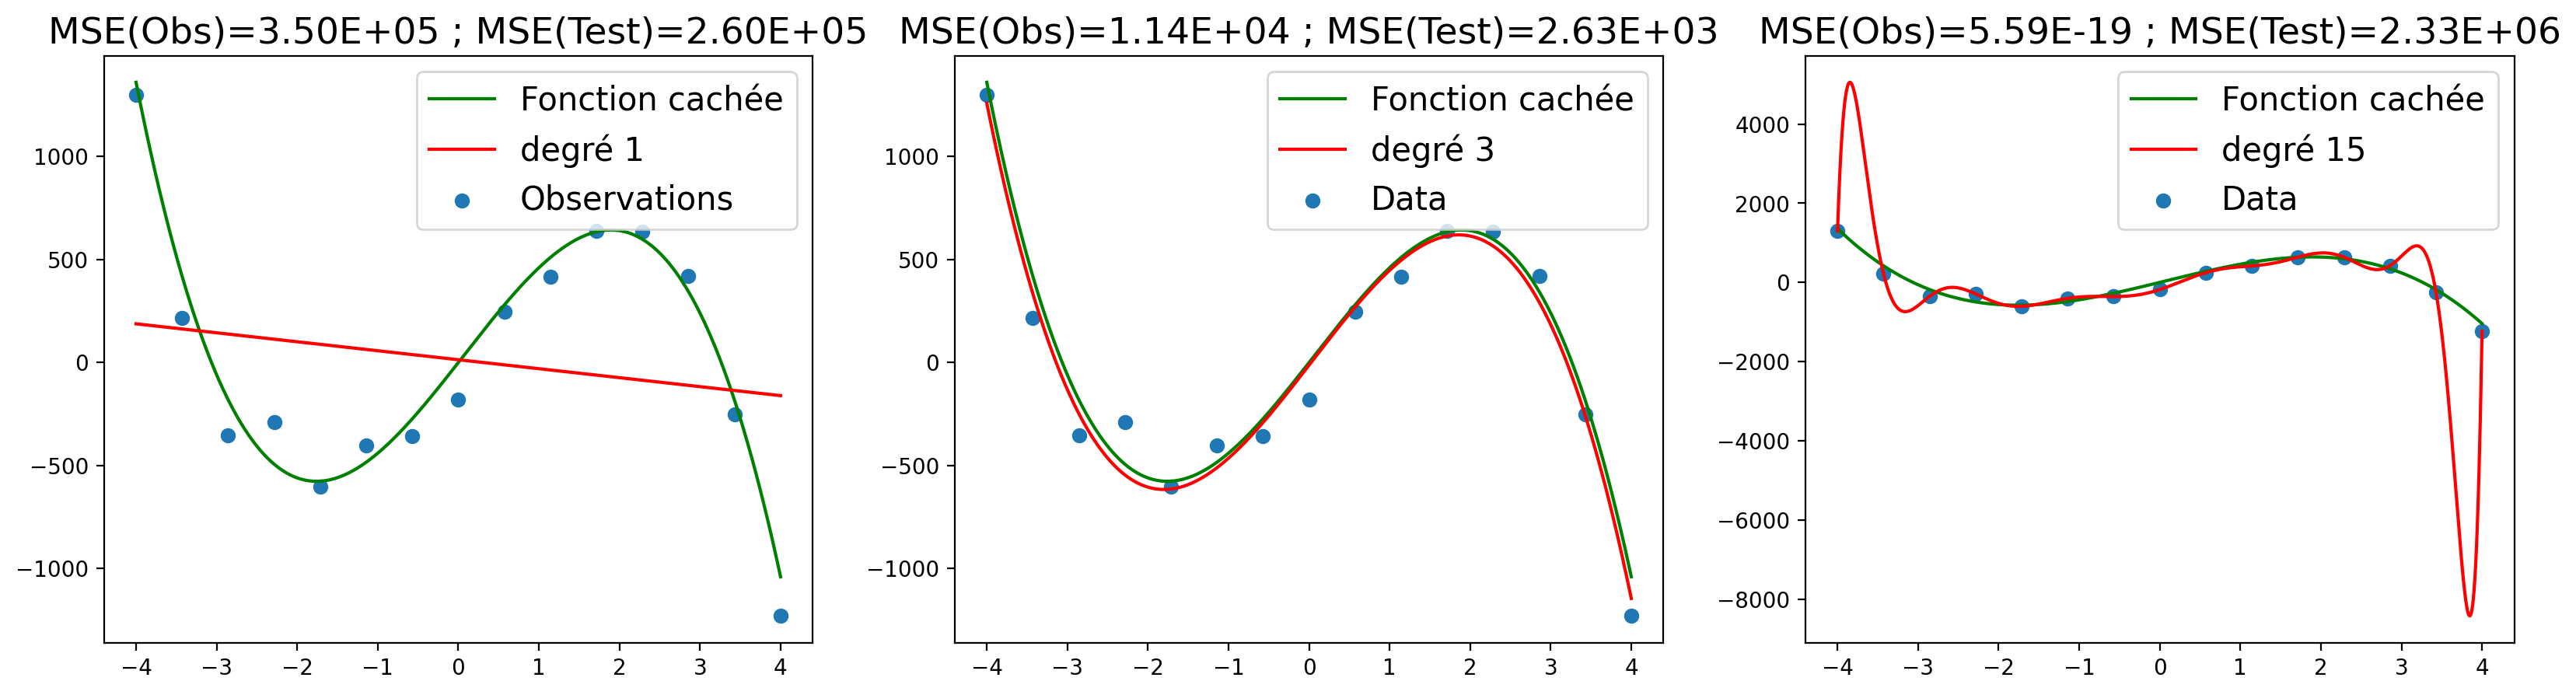 MSE(Obs)=3.50E+05 ; MSE(Test)=2.60E+05
Fonction cachée
degré 1
Observations
1000
500
0
−500
−1000
−4 −3 −2 −1 0 1 2 3 4
MSE(Obs)=1.14E+04 ; MSE(Test)=2.63E+03
Fonction cachée
degré 3
Data
1000
500
0
−500
−1000
−4 −3 −2 −1 0 1 2 3 4
MSE(Obs)=5.59E-19 ; MSE(Test)=2.33E+06
Fonction cachée
degré 15
Data
4000
2000
0
−2000
−4000
−6000
−8000
−4 −3 −2 −1 0 1 2 3 4